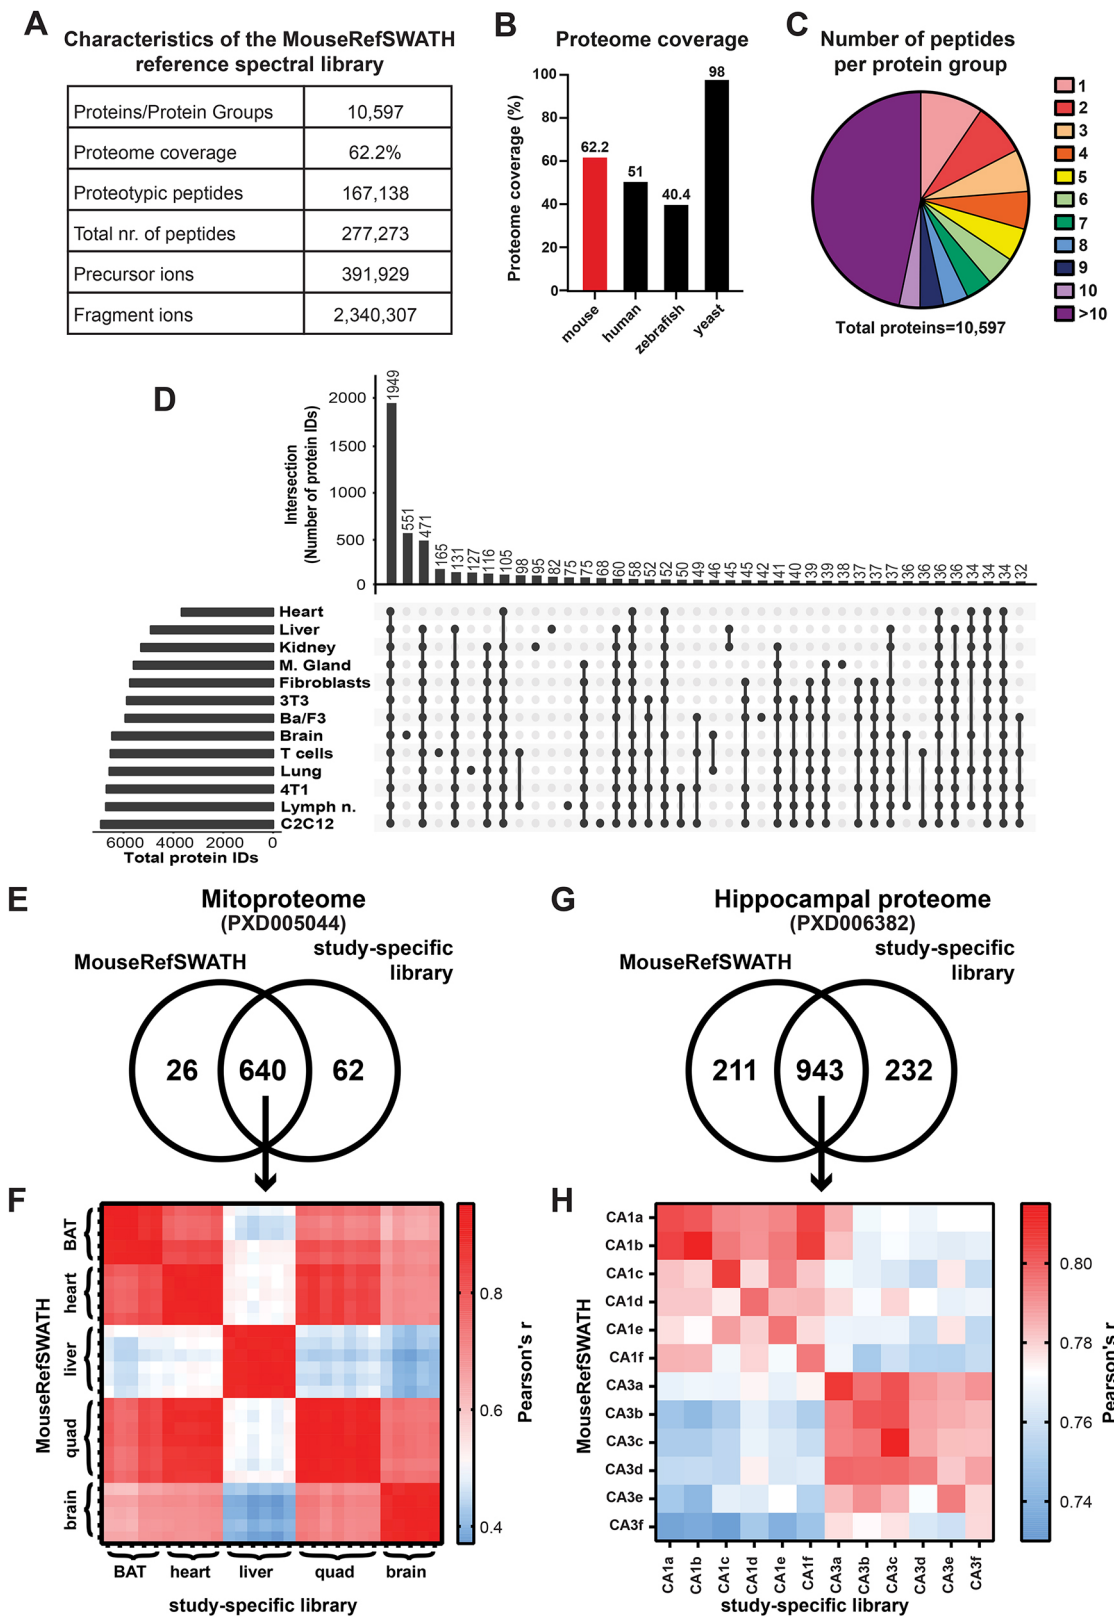 A
Characteristics of the MouseRefSWATH
reference spectral library
Proteins/Protein Groups 10,597
Proteome coverage 62.2%
Proteotypic peptides 167,138
Total nr. of peptides 277,273
Precursor ions 391,929
Fragment ions 2,340,307
B
Proteome coverage
Proteome coverage (%)
100
80
60
40
20
0
62.2
51
40.4
98
mouse
human
zebrafish
yeast
C
Number of peptides
per protein group
1
2
3
4
5
6
7
8
9
10
>10
Total proteins=10,597
D
Intersection
(Number of protein IDs)
2000
1500
1000
500
0
1949 551 471 165 131 127 116 105 98 95 82 75 75 68 60 58 52 52 50 49 46 45 45 42 41 40 39 39 38 37 37 37 36 36 36 36 34 34 34 32
Heart
Liver
Kidney
M. Gland
Fibroblasts
3T3
Ba/F3
Brain
T cells
Lung
4T1
Lymph n.
C2C12
6000 4000 2000 0
Total protein IDs
E
Mitoproteome
(PXD005044)
MouseRefSWATH
study-specific
library
26 640 62
G
Hippocampal proteome
(PXD006382)
MouseRefSWATH
study-specific
library
211 943 232
F
MouseRefSWATH
BAT
heart
liver
quad
brain
BAT heart liver quad brain
study-specific library
0.8
0.6
0.4
Pearson's r
H
MouseRefSWATH
CA1a
CA1b
CA1c
CA1d
CA1e
CA1f
CA3a
CA3b
CA3c
CA3d
CA3e
CA3f
CA1a CA1b CA1c CA1d CA1e CA1f CA3a CA3b CA3c CA3d CA3e CA3f
study-specific library
0.80
0.78
0.76
0.74
Pearson's r